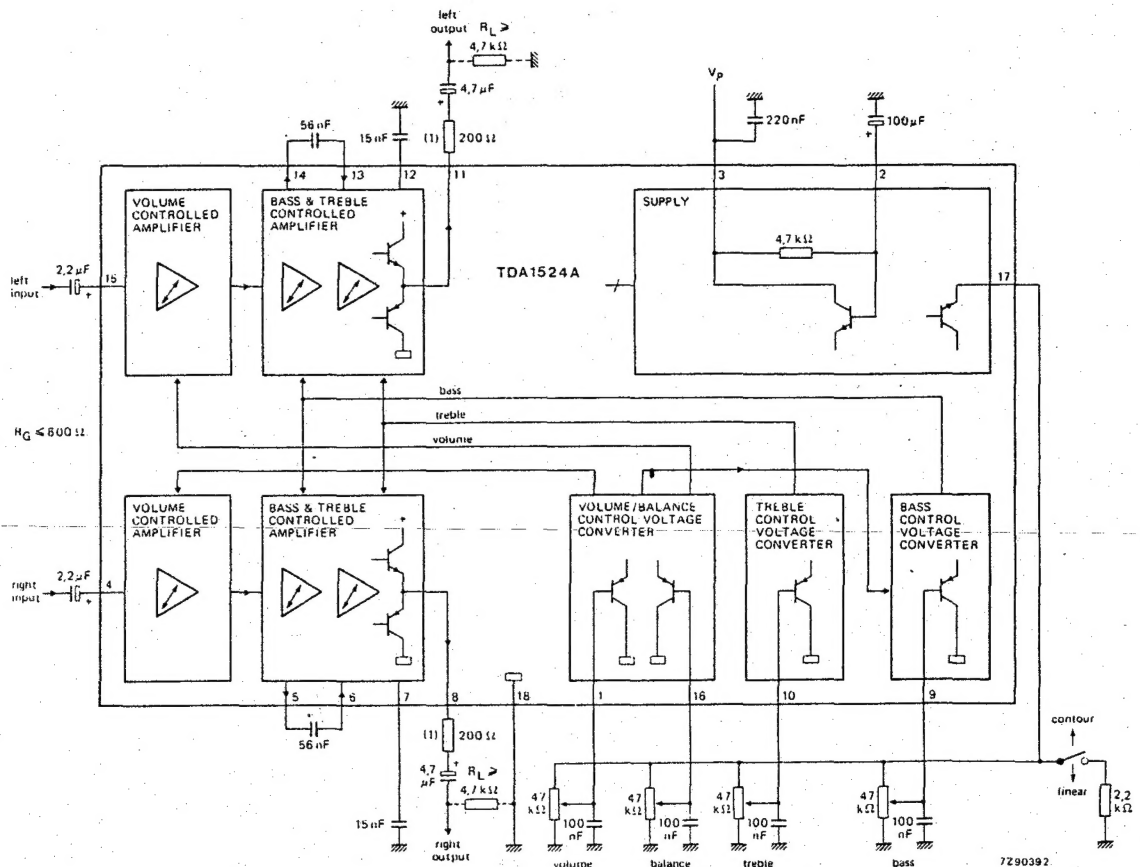 left
output
R_L ≥
4,7 kΩ
4,7 µF
+
(1)
200 Ω
56 nF
15 nF
14
13
12
11
V_P
220 nF
100 µF
+
3
2
VOLUME
CONTROLLED
AMPLIFIER
BASS & TREBLE
CONTROLLED
AMPLIFIER
+
SUPPLY
4,7 kΩ
TDA1524A
17
2,2 µF
15
left
input
+
bass
treble
volume
R_G ≤ 600 Ω
VOLUME
CONTROLLED
AMPLIFIER
BASS & TREBLE
CONTROLLED
AMPLIFIER
+
VOLUME/BALANCE
CONTROL VOLTAGE
CONVERTER
TREBLE
CONTROL
VOLTAGE
CONVERTER
BASS
CONTROL
VOLTAGE
CONVERTER
2,2 µF
4
right
input
+
5
6
7
8
18
1
16
10
9
+
56 nF
(1)
200 Ω
4,7
µF
+
R_L ≥
4,7 kΩ
15 nF
right output
47
kΩ
100
nF
volume
47
kΩ
100
nF
balance
47
kΩ
100
nF
treble
47
kΩ
100
nF
bass
contour
linear
2,2
kΩ
7Z90392